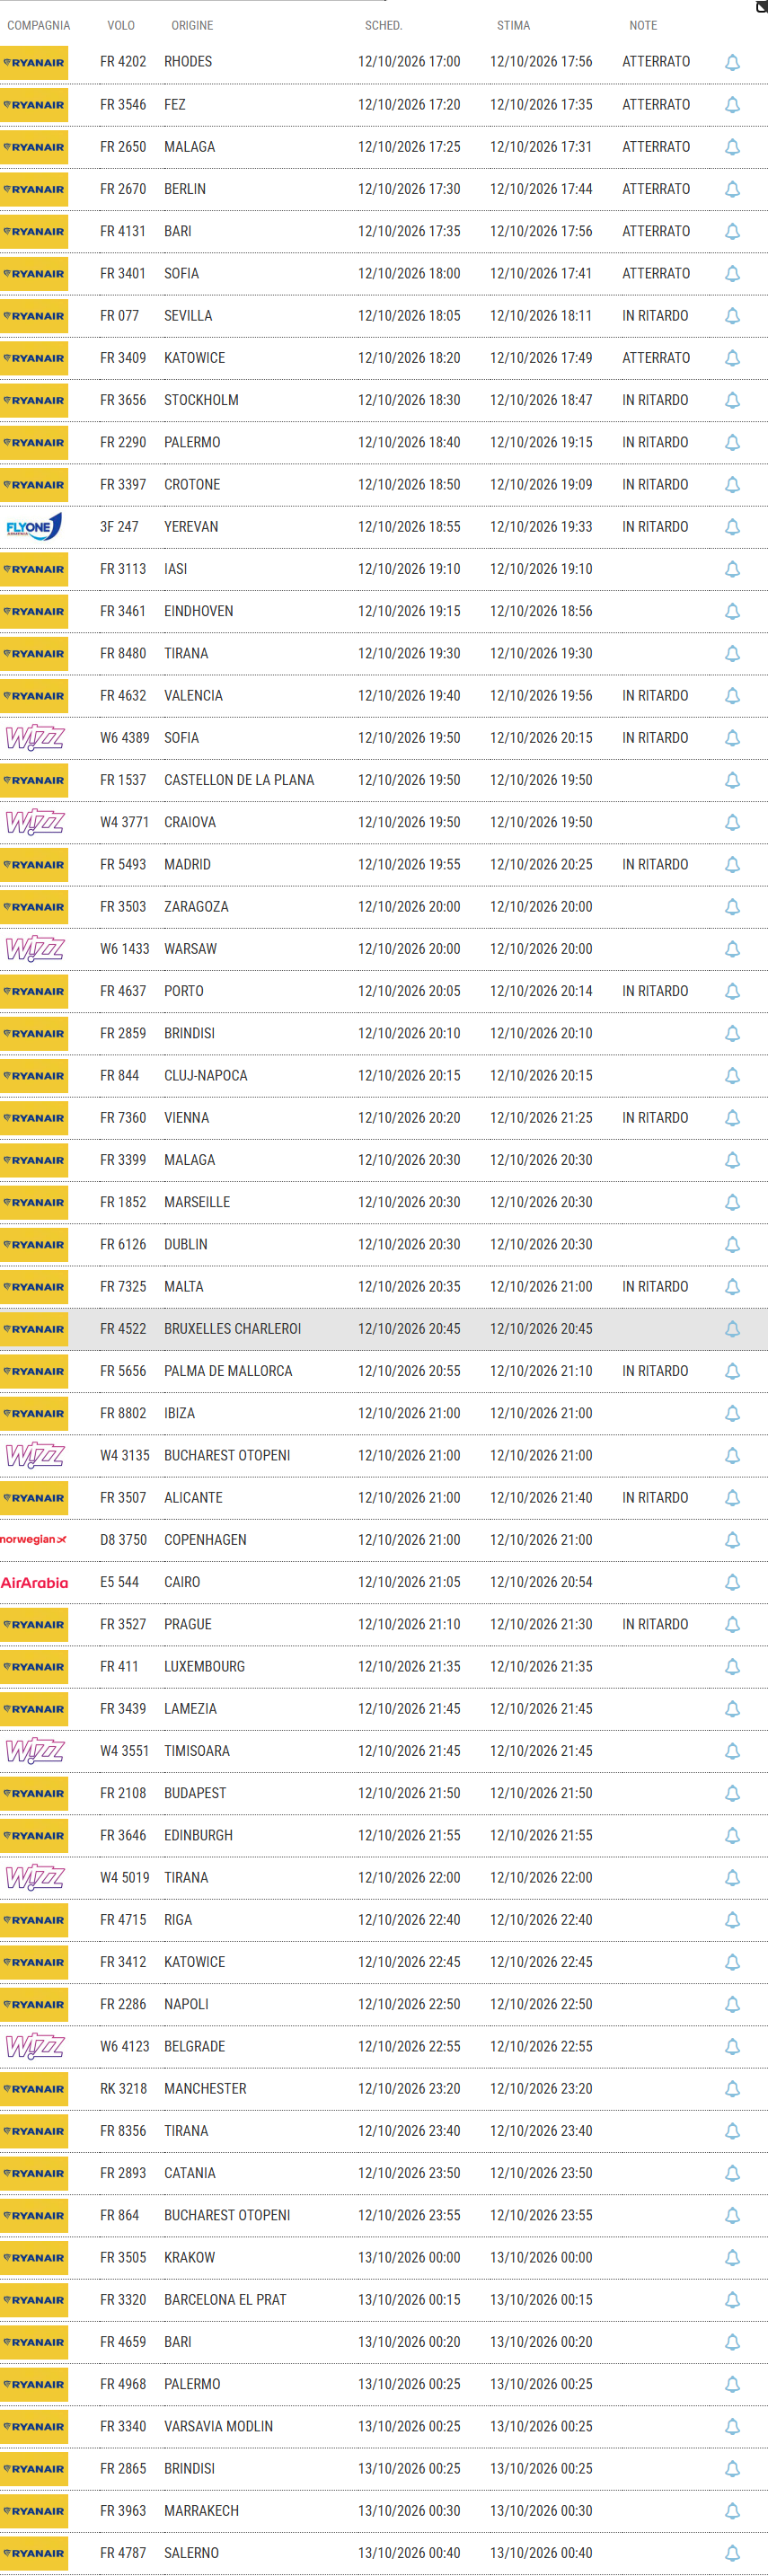 COMPAGNIA VOLO ORIGINE SCHED. STIMA NOTE
RYANAIR FR 4202 RHODES 12/10/2026 17:00 12/10/2026 17:56 ATTERRATO
RYANAIR FR 3546 FEZ 12/10/2026 17:20 12/10/2026 17:35 ATTERRATO
RYANAIR FR 2650 MALAGA 12/10/2026 17:25 12/10/2026 17:31 ATTERRATO
RYANAIR FR 2670 BERLIN 12/10/2026 17:30 12/10/2026 17:44 ATTERRATO
RYANAIR FR 4131 BARI 12/10/2026 17:35 12/10/2026 17:56 ATTERRATO
RYANAIR FR 3401 SOFIA 12/10/2026 18:00 12/10/2026 17:41 ATTERRATO
RYANAIR FR 077 SEVILLA 12/10/2026 18:05 12/10/2026 18:11 IN RITARDO
RYANAIR FR 3409 KATOWICE 12/10/2026 18:20 12/10/2026 17:49 ATTERRATO
RYANAIR FR 3656 STOCKHOLM 12/10/2026 18:30 12/10/2026 18:47 IN RITARDO
RYANAIR FR 2290 PALERMO 12/10/2026 18:40 12/10/2026 19:15 IN RITARDO
RYANAIR FR 3397 CROTONE 12/10/2026 18:50 12/10/2026 19:09 IN RITARDO
FLYONE 3F 247 YEREVAN 12/10/2026 18:55 12/10/2026 19:33 IN RITARDO
RYANAIR FR 3113 IASI 12/10/2026 19:10 12/10/2026 19:10
RYANAIR FR 3461 EINDHOVEN 12/10/2026 19:15 12/10/2026 18:56
RYANAIR FR 8480 TIRANA 12/10/2026 19:30 12/10/2026 19:30
RYANAIR FR 4632 VALENCIA 12/10/2026 19:40 12/10/2026 19:56 IN RITARDO
WIZZ W6 4389 SOFIA 12/10/2026 19:50 12/10/2026 20:15 IN RITARDO
RYANAIR FR 1537 CASTELLON DE LA PLANA 12/10/2026 19:50 12/10/2026 19:50
WIZZ W4 3771 CRAIOVA 12/10/2026 19:50 12/10/2026 19:50
RYANAIR FR 5493 MADRID 12/10/2026 19:55 12/10/2026 20:25 IN RITARDO
RYANAIR FR 3503 ZARAGOZA 12/10/2026 20:00 12/10/2026 20:00
WIZZ W6 1433 WARSAW 12/10/2026 20:00 12/10/2026 20:00
RYANAIR FR 4637 PORTO 12/10/2026 20:05 12/10/2026 20:14 IN RITARDO
RYANAIR FR 2859 BRINDISI 12/10/2026 20:10 12/10/2026 20:10
RYANAIR FR 844 CLUJ-NAPOCA 12/10/2026 20:15 12/10/2026 20:15
RYANAIR FR 7360 VIENNA 12/10/2026 20:20 12/10/2026 21:25 IN RITARDO
RYANAIR FR 3399 MALAGA 12/10/2026 20:30 12/10/2026 20:30
RYANAIR FR 1852 MARSEILLE 12/10/2026 20:30 12/10/2026 20:30
RYANAIR FR 6126 DUBLIN 12/10/2026 20:30 12/10/2026 20:30
RYANAIR FR 7325 MALTA 12/10/2026 20:35 12/10/2026 21:00 IN RITARDO
RYANAIR FR 4522 BRUXELLES CHARLEROI 12/10/2026 20:45 12/10/2026 20:45
RYANAIR FR 5656 PALMA DE MALLORCA 12/10/2026 20:55 12/10/2026 21:10 IN RITARDO
RYANAIR FR 8802 IBIZA 12/10/2026 21:00 12/10/2026 21:00
WIZZ W4 3135 BUCHAREST OTOPENI 12/10/2026 21:00 12/10/2026 21:00
RYANAIR FR 3507 ALICANTE 12/10/2026 21:00 12/10/2026 21:40 IN RITARDO
norwegian D8 3750 COPENHAGEN 12/10/2026 21:00 12/10/2026 21:00
AirArabia E5 544 CAIRO 12/10/2026 21:05 12/10/2026 20:54
RYANAIR FR 3527 PRAGUE 12/10/2026 21:10 12/10/2026 21:30 IN RITARDO
RYANAIR FR 411 LUXEMBOURG 12/10/2026 21:35 12/10/2026 21:35
RYANAIR FR 3439 LAMEZIA 12/10/2026 21:45 12/10/2026 21:45
WIZZ W4 3551 TIMISOARA 12/10/2026 21:45 12/10/2026 21:45
RYANAIR FR 2108 BUDAPEST 12/10/2026 21:50 12/10/2026 21:50
RYANAIR FR 3646 EDINBURGH 12/10/2026 21:55 12/10/2026 21:55
WIZZ W4 5019 TIRANA 12/10/2026 22:00 12/10/2026 22:00
RYANAIR FR 4715 RIGA 12/10/2026 22:40 12/10/2026 22:40
RYANAIR FR 3412 KATOWICE 12/10/2026 22:45 12/10/2026 22:45
RYANAIR FR 2286 NAPOLI 12/10/2026 22:50 12/10/2026 22:50
WIZZ W6 4123 BELGRADE 12/10/2026 22:55 12/10/2026 22:55
RYANAIR RK 3218 MANCHESTER 12/10/2026 23:20 12/10/2026 23:20
RYANAIR FR 8356 TIRANA 12/10/2026 23:40 12/10/2026 23:40
RYANAIR FR 2893 CATANIA 12/10/2026 23:50 12/10/2026 23:50
RYANAIR FR 864 BUCHAREST OTOPENI 12/10/2026 23:55 12/10/2026 23:55
RYANAIR FR 3505 KRAKOW 13/10/2026 00:00 13/10/2026 00:00
RYANAIR FR 3320 BARCELONA EL PRAT 13/10/2026 00:15 13/10/2026 00:15
RYANAIR FR 4659 BARI 13/10/2026 00:20 13/10/2026 00:20
RYANAIR FR 4968 PALERMO 13/10/2026 00:25 13/10/2026 00:25
RYANAIR FR 3340 VARSAVIA MODLIN 13/10/2026 00:25 13/10/2026 00:25
RYANAIR FR 2865 BRINDISI 13/10/2026 00:25 13/10/2026 00:25
RYANAIR FR 3963 MARRAKECH 13/10/2026 00:30 13/10/2026 00:30
RYANAIR FR 4787 SALERNO 13/10/2026 00:40 13/10/2026 00:40